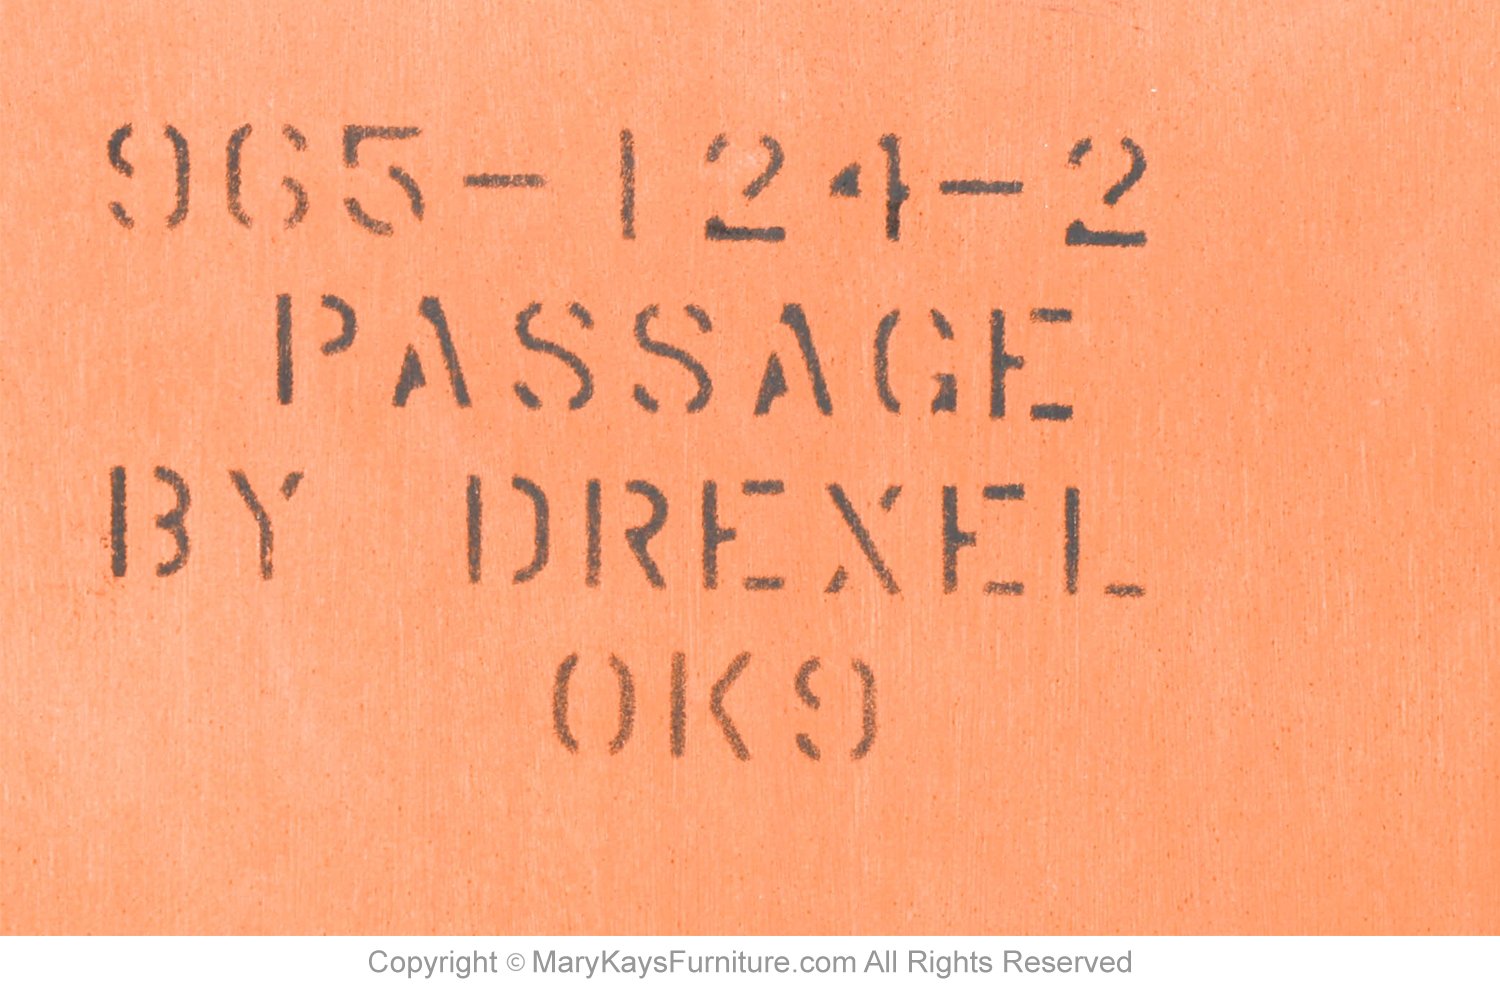 965-124-2
PASSAGE
BY DREXEL
OK9
Copyright © MaryKaysFurniture.com All Rights Reserved